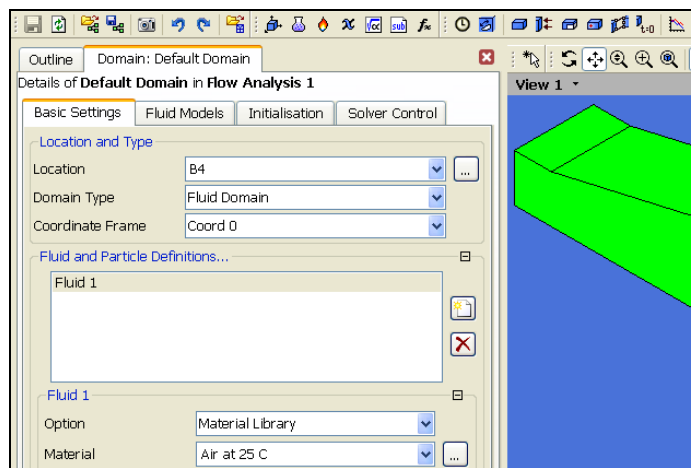 Outline Domain: Default Domain
Details of Default Domain in Flow Analysis 1
View 1
Basic Settings Fluid Models Initialisation Solver Control
Location and Type
Location B4 ...
Domain Type Fluid Domain
Coordinate Frame Coord 0
Fluid and Particle Definitions...
Fluid 1
Fluid 1
Option Material Library
Material Air at 25 C ...